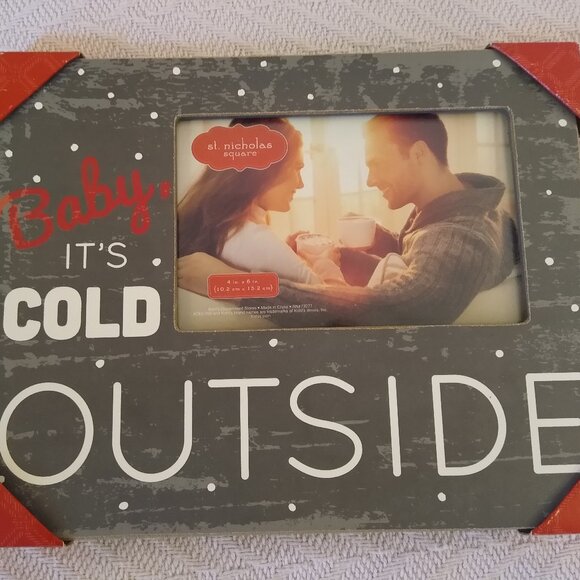 Baby,
IT'S
COLD
OUTSIDE
st. nicholas
square
4 in x 6 in
(10.2 cm x 15.2 cm)